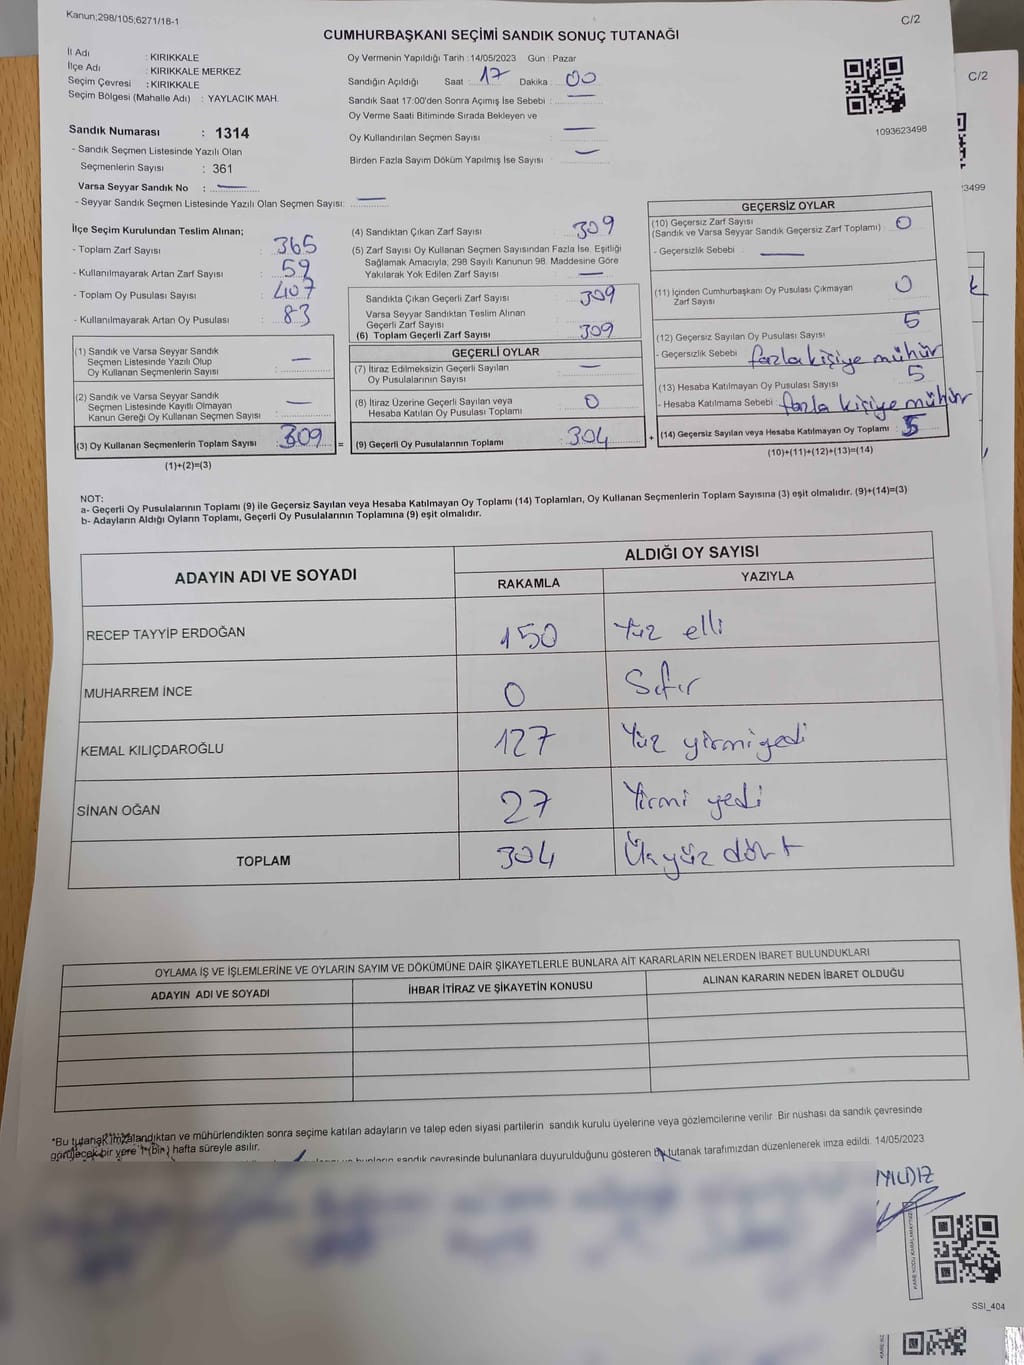 Kanun;298/105;6271/18-1
C/2
CUMHURBAŞKANI SEÇİMİ SANDIK SONUÇ TUTANAĞI
C/2
İl Adı : KIRIKKALE
İlçe Adı : KIRIKKALE MERKEZ
Seçim Çevresi : KIRIKKALE
Seçim Bölgesi (Mahalle Adı) : YAYLACIK MAH.
Oy Vermenin Yapıldığı Tarih : 14/05/2023 Gün : Pazar
Sandığın Açıldığı Saat 17 Dakika : 00
Sandık Saat 17:00'den Sonra Açımış İse Sebebi :
Oy Verme Saati Bitiminde Sırada Bekleyen ve
Oy Kullandırılan Seçmen Sayısı : —
Birden Fazla Sayım Döküm Yapılmış İse Sayısı : —
1093623498
3499
Sandık Numarası : 1314
- Sandık Seçmen Listesinde Yazılı Olan
Seçmenlerin Sayısı : 361
Varsa Seyyar Sandık No : —
- Seyyar Sandık Seçmen Listesinde Yazılı Olan Seçmen Sayısı: —
İlçe Seçim Kurulundan Teslim Alınan;
- Toplam Zarf Sayısı : 365
- Kullanılmayarak Artan Zarf Sayısı : 59
- Toplam Oy Pusulası Sayısı : 407
- Kullanılmayarak Artan Oy Pusulası : 83
(1) Sandık ve Varsa Seyyar Sandık
Seçmen Listesinde Yazılı Olup
Oy Kullanan Seçmenlerin Sayısı : —
(2) Sandık ve Varsa Seyyar Sandık
Seçmen Listesinde Kayıtlı Olmayan
Kanun Gereği Oy Kullanan Seçmen Sayısı : —
(3) Oy Kullanan Seçmenlerin Toplam Sayısı : 309 =
(1)+(2)=(3)
(4) Sandıktan Çıkan Zarf Sayısı : 309
(5) Zarf Sayısı Oy Kullanan Seçmen Sayısından Fazla İse, Eşitliği
Sağlamak Amacıyla, 298 Sayılı Kanunun 98. Maddesine Göre
Yakılarak Yok Edilen Zarf Sayısı : —
Sandıkta Çıkan Geçerli Zarf Sayısı : 309
Varsa Seyyar Sandıktan Teslim Alınan
Geçerli Zarf Sayısı
(6) Toplam Geçerli Zarf Sayısı : 309
GEÇERLİ OYLAR
(7) İtiraz Edilmeksizin Geçerli Sayılan
Oy Pusulalarının Sayısı : —
(8) İtiraz Üzerine Geçerli Sayılan veya
Hesaba Katılan Oy Pusulası Toplamı : 0
(9) Geçerli Oy Pusulalarının Toplamı : 304 +
GEÇERSİZ OYLAR
(10) Geçersiz Zarf Sayısı
(Sandık ve Varsa Seyyar Sandık Geçersiz Zarf Toplamı) : 0
- Geçersizlik Sebebi : —
(11) İçinden Cumhurbaşkanı Oy Pusulası Çıkmayan
Zarf Sayısı : 0
(12) Geçersiz Sayılan Oy Pusulası Sayısı : 5
- Geçersizlik Sebebi : fazla kişiye mühür
(13) Hesaba Katılmayan Oy Pusulası Sayısı : 5
- Hesaba Katılmama Sebebi : fazla kişiye mühür
(14) Geçersiz Sayılan veya Hesaba Katılmayan Oy Toplamı : 5
(10)+(11)+(12)+(13)=(14)
NOT:
a- Geçerli Oy Pusulalarının Toplamı (9) ile Geçersiz Sayılan veya Hesaba Katılmayan Oy Toplamı (14) Toplamları, Oy Kullanan Seçmenlerin Toplam Sayısına (3) eşit olmalıdır. (9)+(14)=(3)
b- Adayların Aldığı Oyların Toplamı, Geçerli Oy Pusulalarının Toplamına (9) eşit olmalıdır.
ADAYIN ADI VE SOYADI
ALDIĞI OY SAYISI
RAKAMLA YAZIYLA
RECEP TAYYİP ERDOĞAN 150 Yüz elli
MUHARREM İNCE 0 Sıfır
KEMAL KILIÇDAROĞLU 127 Yüz yirmiyedi
SİNAN OĞAN 27 Yirmi yedi
TOPLAM 304 Üçyüz dört
OYLAMA İŞ VE İŞLEMLERİNE VE OYLARIN SAYIM VE DÖKÜMÜNE DAİR ŞİKAYETLERLE BUNLARA AİT KARARLARIN NELERDEN İBARET BULUNDUKLARI
ADAYIN ADI VE SOYADI İHBAR İTİRAZ VE ŞİKAYETİN KONUSU ALINAN KARARIN NEDEN İBARET OLDUĞU
*Bu tutanak imzalandıktan ve mühürlendikten sonra seçime katılan adayların ve talep eden siyasi partilerin sandık kurulu üyelerine veya gözlemcilerine verilir. Bir nushası da sandık çevresinde
görülecek bir yere 1 (Bir) hafta süreyle asılır.
bunların sandık çevresinde bulunanlara duyurulduğunu gösteren bu tutanak tarafımızdan düzenlenerek imza edildi. 14/05/2023
YILDIZ
SSI_404